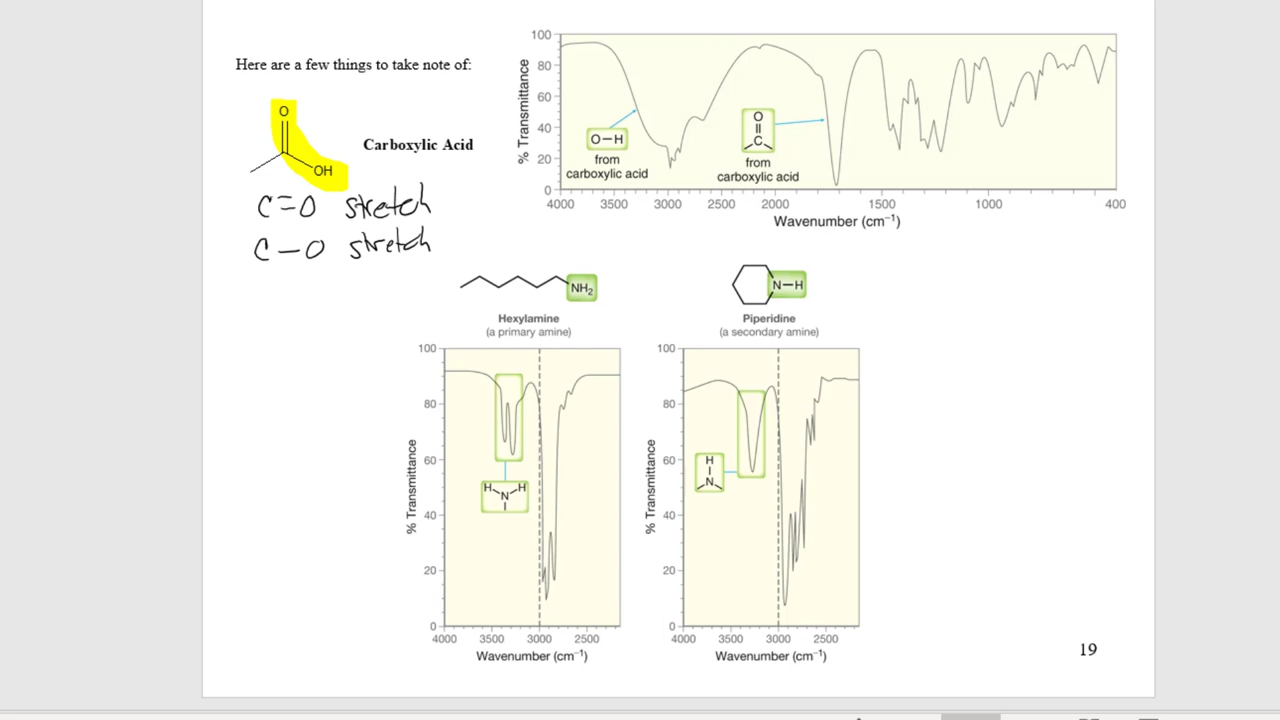 Here are a few things to take note of:
O
OH
Carboxylic Acid
C=O stretch
C–O stretch
% Transmittance
100
80
60
40
20
0
O–H
from
carboxylic acid
O
C
from
carboxylic acid
4000 3500 3000 2500 2000 1500 1000 400
Wavenumber (cm⁻¹)
NH₂
Hexylamine
(a primary amine)
% Transmittance
100
80
60
40
20
0
H N H
4000 3500 3000 2500
Wavenumber (cm⁻¹)
N–H
Piperidine
(a secondary amine)
% Transmittance
100
80
60
40
20
0
H
N
4000 3500 3000 2500
Wavenumber (cm⁻¹)
19